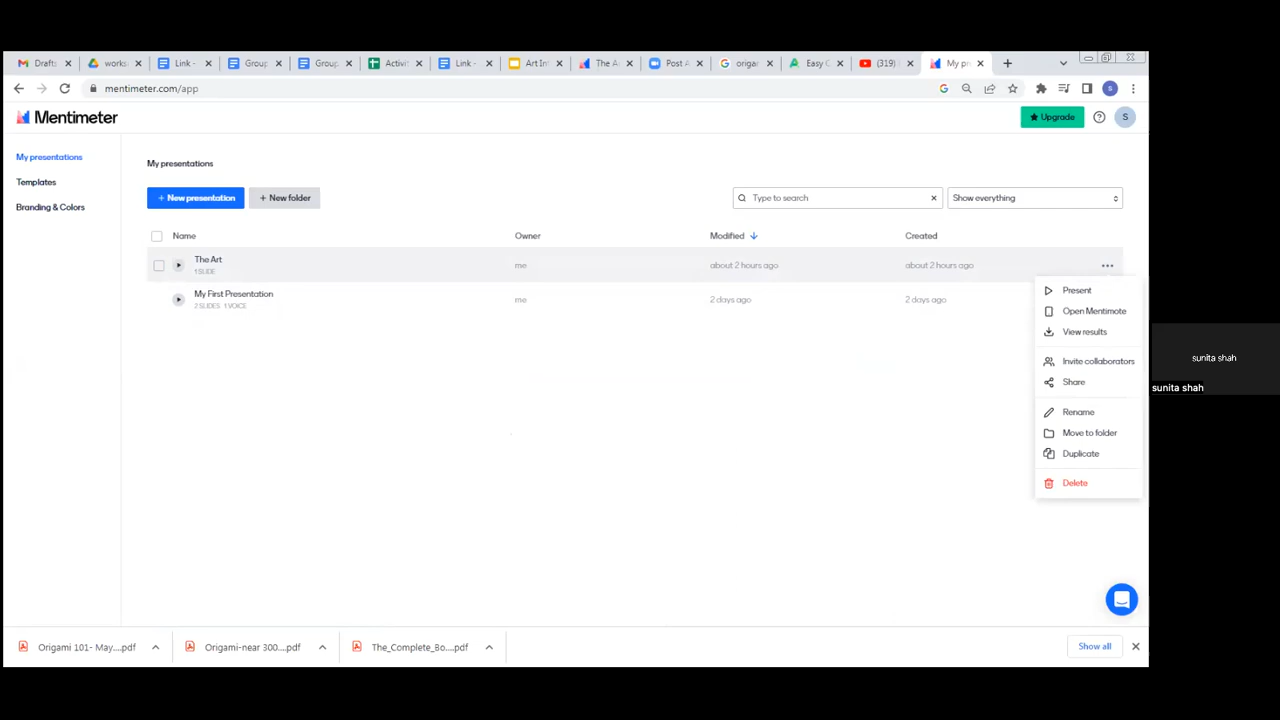 Drafts
works
Link -
Group
Group
Activi
Link -
Art In
The A
Post A
origa
Easy O
(319)
My pr
mentimeter.com/app
S
Mentimeter
Upgrade
S
My presentations
Templates
Branding & Colors
My presentations
+ New presentation
+ New folder
Type to search
Show everything
Name
Owner
Modified
Created
The Art
1 SLIDE
me
about 2 hours ago
about 2 hours ago
My First Presentation
2 SLIDES 1 VOICE
me
2 days ago
2 days ago
Present
Open Mentimote
View results
Invite collaborators
Share
Rename
Move to folder
Duplicate
Delete
sunita shah
sunita shah
Origami 101- May....pdf
Origami-near 300....pdf
The_Complete_Bo....pdf
Show all